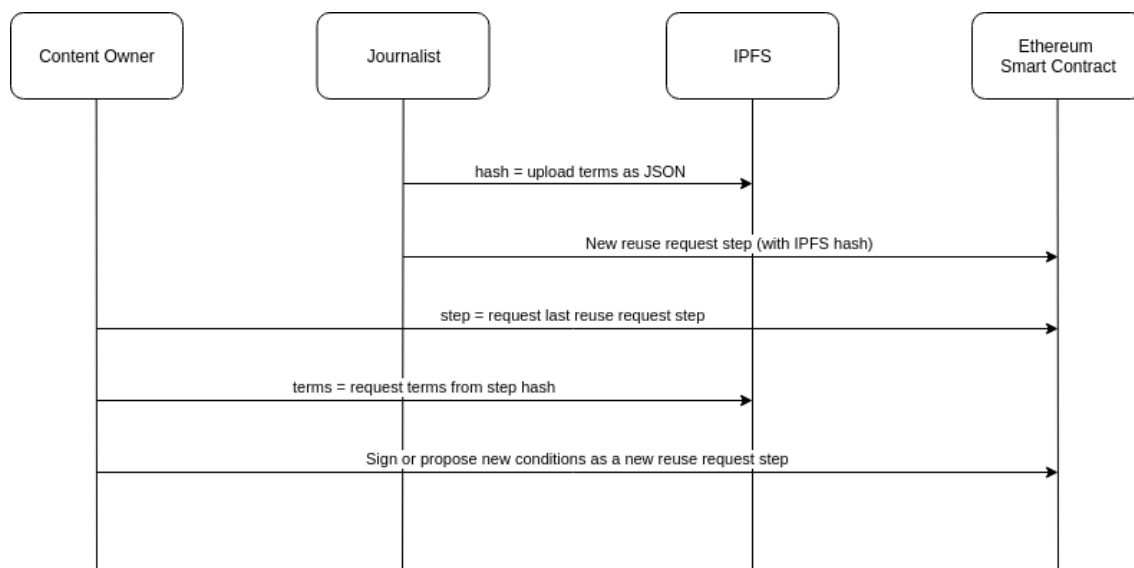 Content Owner
Journalist
IPFS
Ethereum
Smart Contract
hash = upload terms as JSON
New reuse request step (with IPFS hash)
step = request last reuse request step
terms = request terms from step hash
Sign or propose new conditions as a new reuse request step